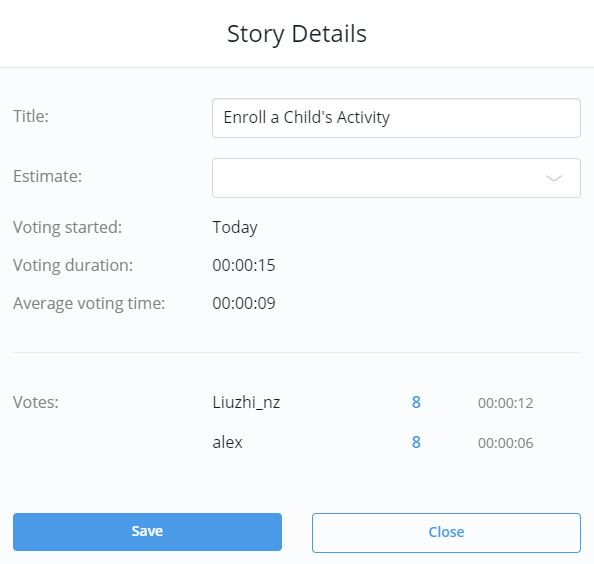 Story Details
Title: Enroll a Child's Activity
Estimate:
Voting started: Today
Voting duration: 00:00:15
Average voting time: 00:00:09
Votes: Liuzhi_nz 8 00:00:12
alex 8 00:00:06
Save Close